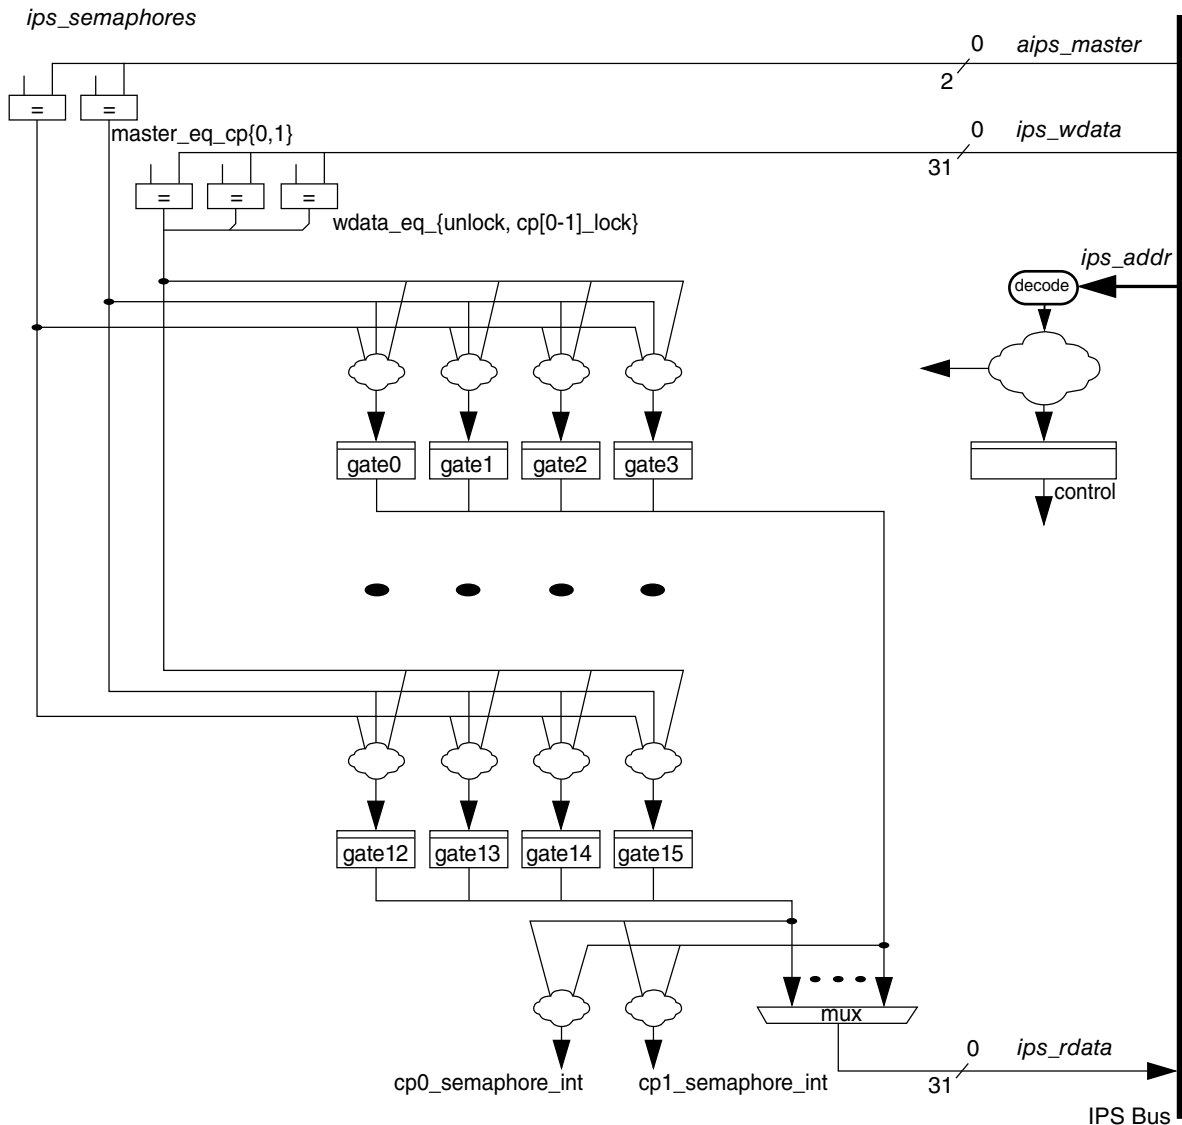 ips_semaphores
0 aips_master
2
= =
master_eq_cp{0,1}
0 ips_wdata
31
= = =
wdata_eq_{unlock, cp[0-1]_lock}
ips_addr
decode
gate0 gate1 gate2 gate3
control
gate12 gate13 gate14 gate15
mux
0 ips_rdata
31
cp0_semaphore_int cp1_semaphore_int
IPS Bus